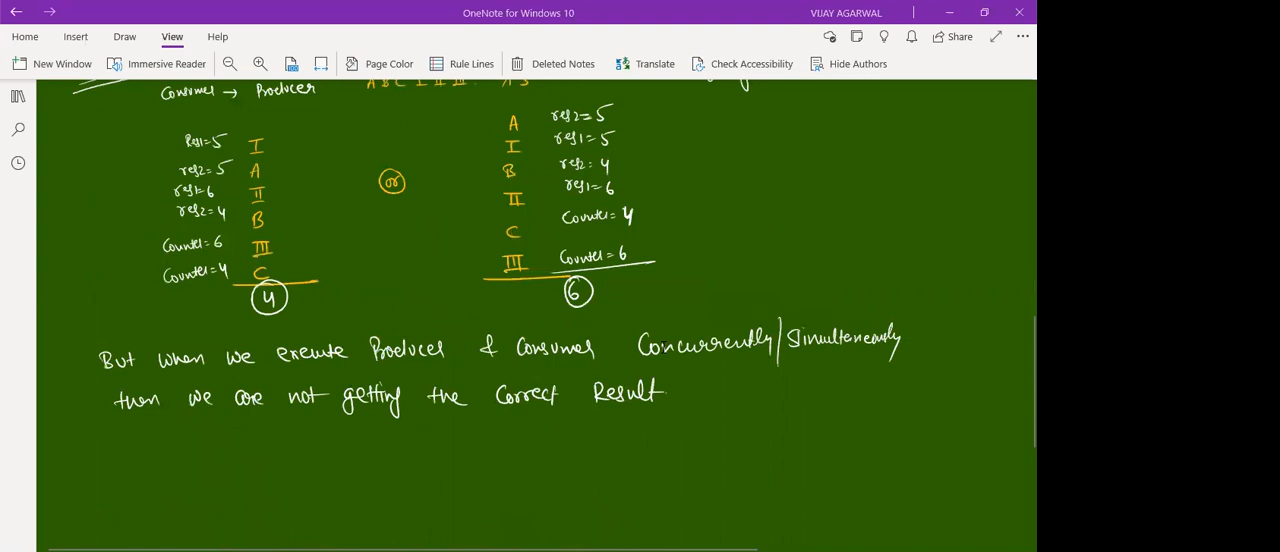 OneNote for Windows 10
VIJAY AGARWAL
Home Insert Draw View Help
Share
New Window Immersive Reader Page Color Rule Lines Deleted Notes Translate Check Accessibility Hide Authors
Consumer → Producer A B C I II III
Reg1=5 I
reg2=5 A
reg1=6 II
reg2=4 B
Counter=6 III
Counter=4 C
4
or
A reg2=5
I reg1=5
B reg2=4
II reg1=6
C Counter=4
III Counter=6
6
But when we execute Producer & Consumer Concurrently/Simultaneously
then we are not getting the Correct Result.